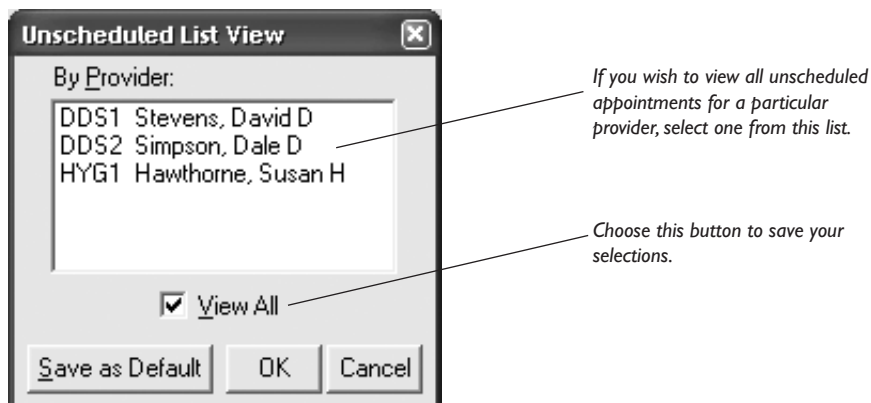 Unscheduled List View
By Provider:
DDS1 Stevens, David D
DDS2 Simpson, Dale D
HYG1 Hawthorne, Susan H
View All
Save as Default OK Cancel
If you wish to view all unscheduled
appointments for a particular
provider, select one from this list.
Choose this button to save your
selections.